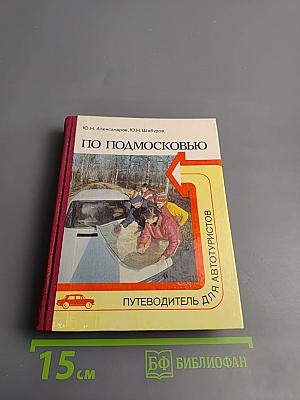 Ю.Н. Александров, Ю.Н. Шабуров
ПО ПОДМОСКОВЬЮ
ПУТЕВОДИТЕЛЬ ДЛЯ АВТОТУРИСТОВ
15 см
БФ БИБЛИОФАН